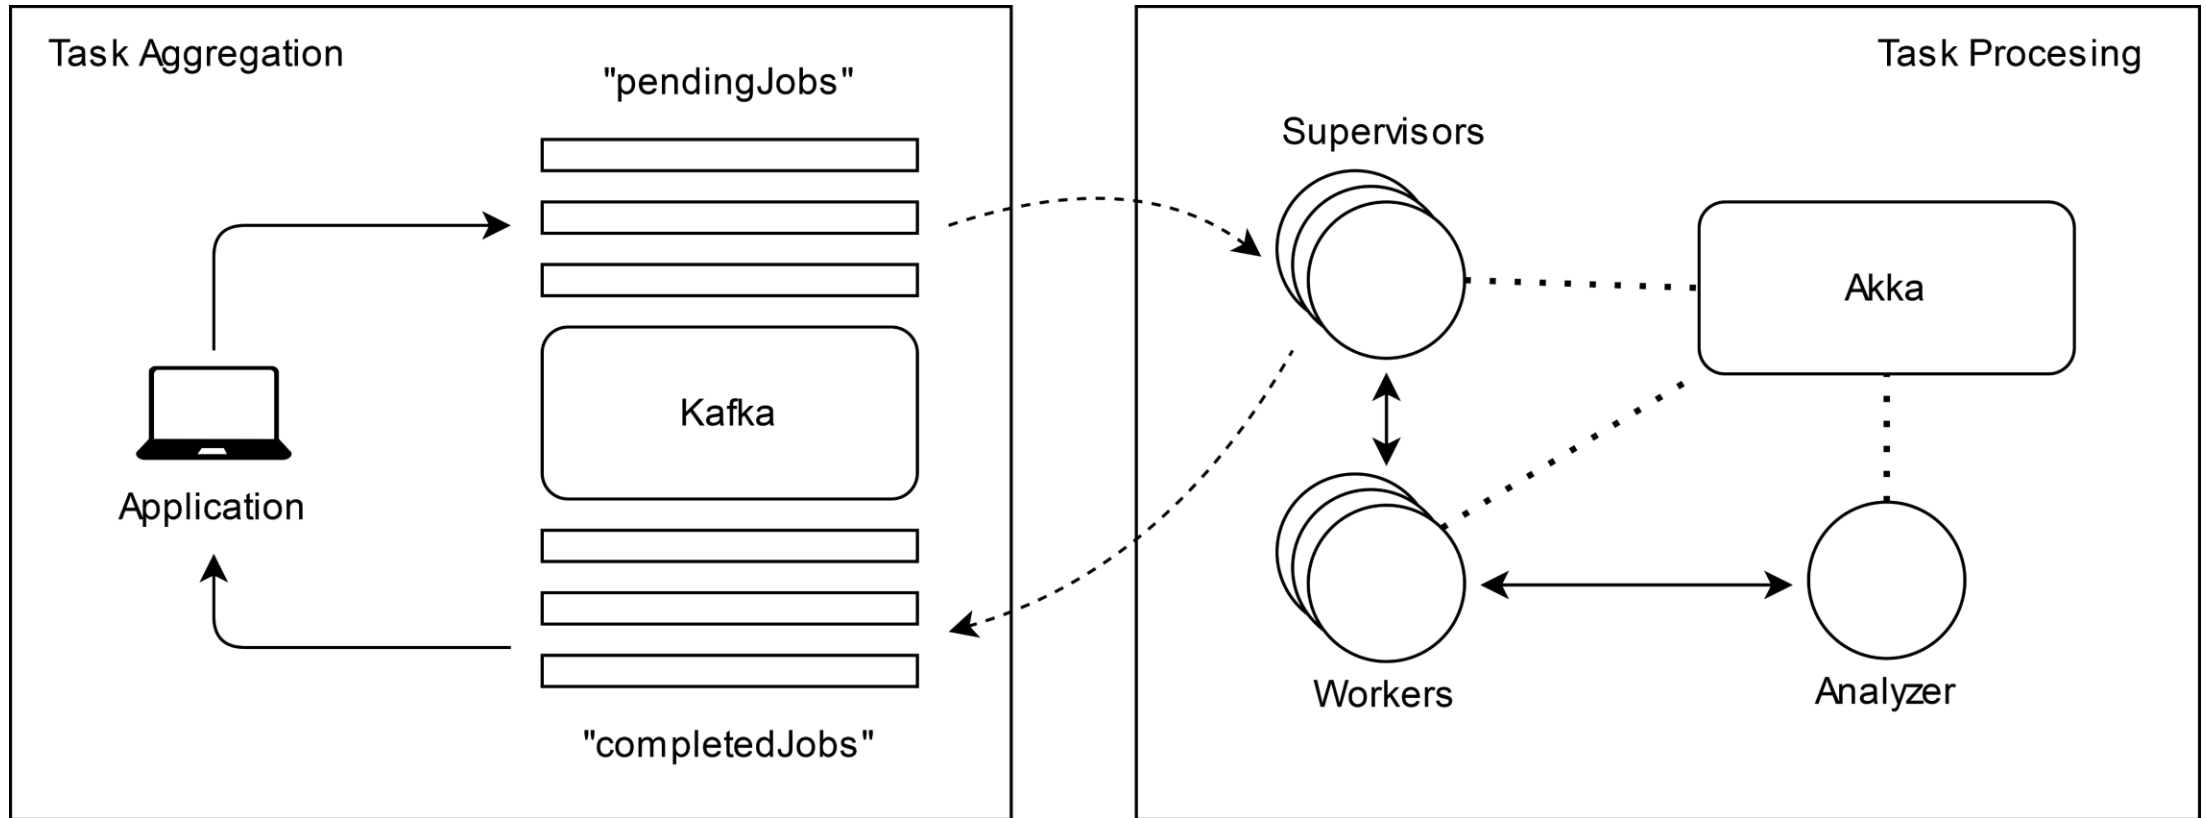 Task Aggregation
"pendingJobs"
Kafka
Application
"completedJobs"
Task Procesing
Supervisors
Akka
Workers
Analyzer